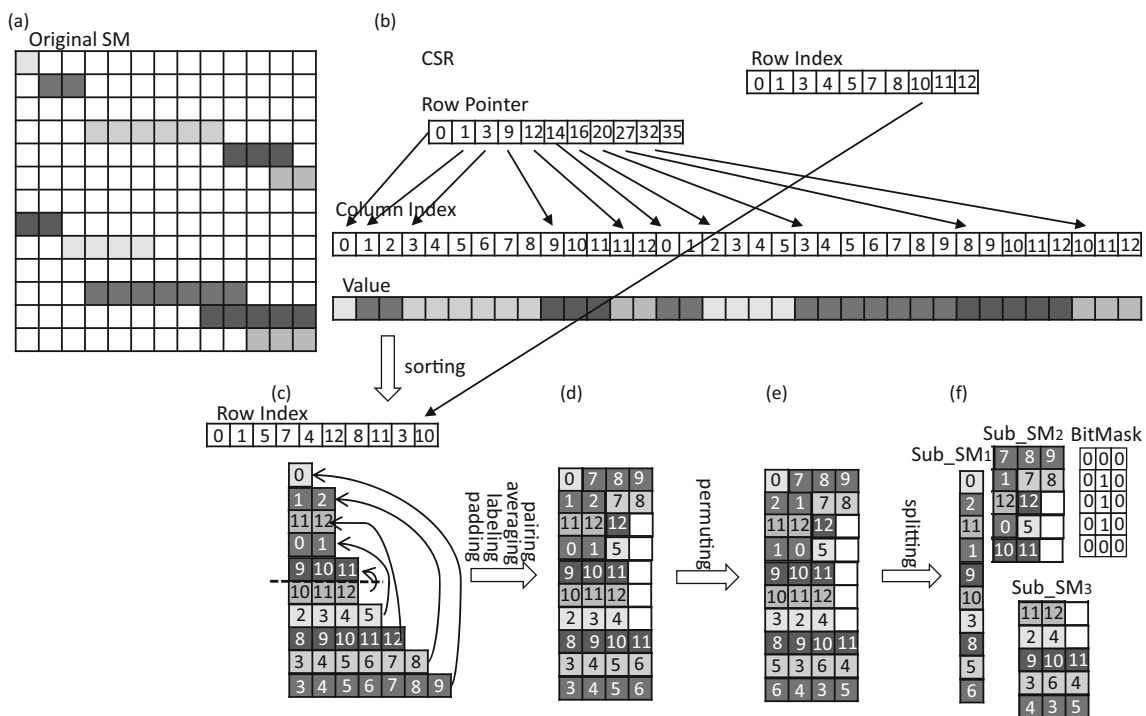 (a)
Original SM
(b)
CSR
Row Index
0 1 3 4 5 7 8 10 11 12
Row Pointer
0 1 3 9 12 14 16 20 27 32 35
Column Index
0 1 2 3 4 5 6 7 8 9 10 11 11 12 0 1 2 3 4 5 3 4 5 6 7 8 9 8 9 10 11 12 10 11 12
Value
sorting
(c)
Row Index
0 1 5 7 4 12 8 11 3 10
0
1 2
11 12
0 1
9 10 11
10 11 12
2 3 4 5
8 9 10 11 12
3 4 5 6 7 8
3 4 5 6 7 8 9
pairing
averaging
labeling
padding
(d)
0 7 8 9
1 2 7 8
11 12 12
0 1 5
9 10 11
10 11 12
2 3 4
8 9 10 11
3 4 5 6
3 4 5 6
permuting
(e)
0 7 8 9
2 1 7 8
11 12 12
1 0 5
9 10 11
10 11 12
3 2 4
8 9 10 11
5 3 6 4
6 4 3 5
splitting
(f)
Sub_SM1
0
2
11
1
9
10
3
8
5
6
Sub_SM2
7 8 9
1 7 8
12 12
0 5
10 11
BitMask
0 0 0
0 1 0
0 1 0
0 1 0
0 0 0
Sub_SM3
11 12
2 4
9 10 11
3 6 4
4 3 5